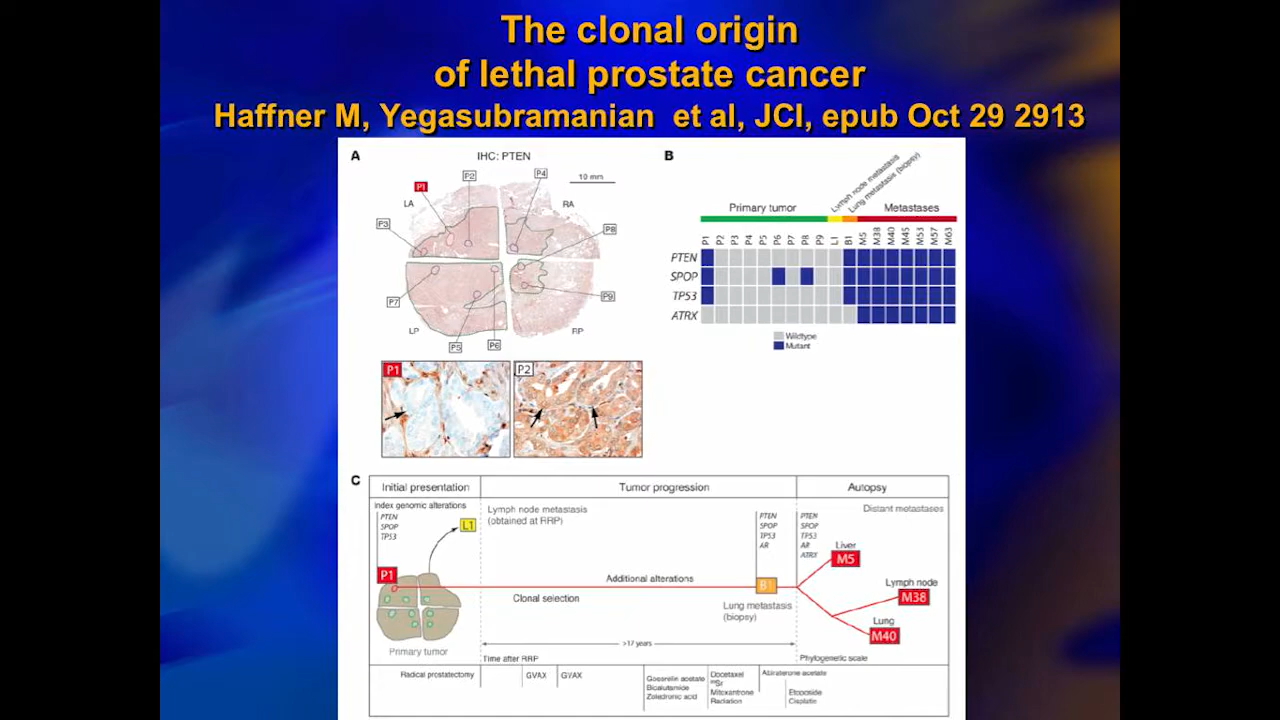 The clonal origin
of lethal prostate cancer
Haffner M, Yegasubramanian et al, JCI, epub Oct 29 2913
A
IHC: PTEN
10 mm
P1
P2
P4
LA
RA
P3
P8
P7
P9
LP
RP
P5
P6
P1
P2
B
Lymph node metastasis
Lung metastasis (biopsy)
Primary tumor
Metastases
P1 P2 P3 P4 P5 P6 P7 P8 P9 L1 B1 M5 M38 M40 M45 M53 M57 M63
PTEN
SPOP
TP53
ATRX
Wildtype
Mutant
C
Initial presentation
Tumor progression
Autopsy
Index genomic alterations
PTEN
SPOP
TP53
L1
P1
Primary tumor
Lymph node metastasis
(obtained at RRP)
Additional alterations
Clonal selection
PTEN
SPOP
TP53
AR
B1
Lung metastasis
(biopsy)
>17 years
Time after RRP
PTEN
SPOP
TP53
AR
ATRX
Distant metastases
Liver
M5
Lymph node
M38
Lung
M40
Phylogenetic scale
Radical prostatectomy
GVAX
GVAX
Goserelin acetate
Bicalutamide
Zoledronic acid
Docetaxel
Sr
Mitoxantrone
Radiation
Abiraterone acetate
Etoposide
Cisplatin